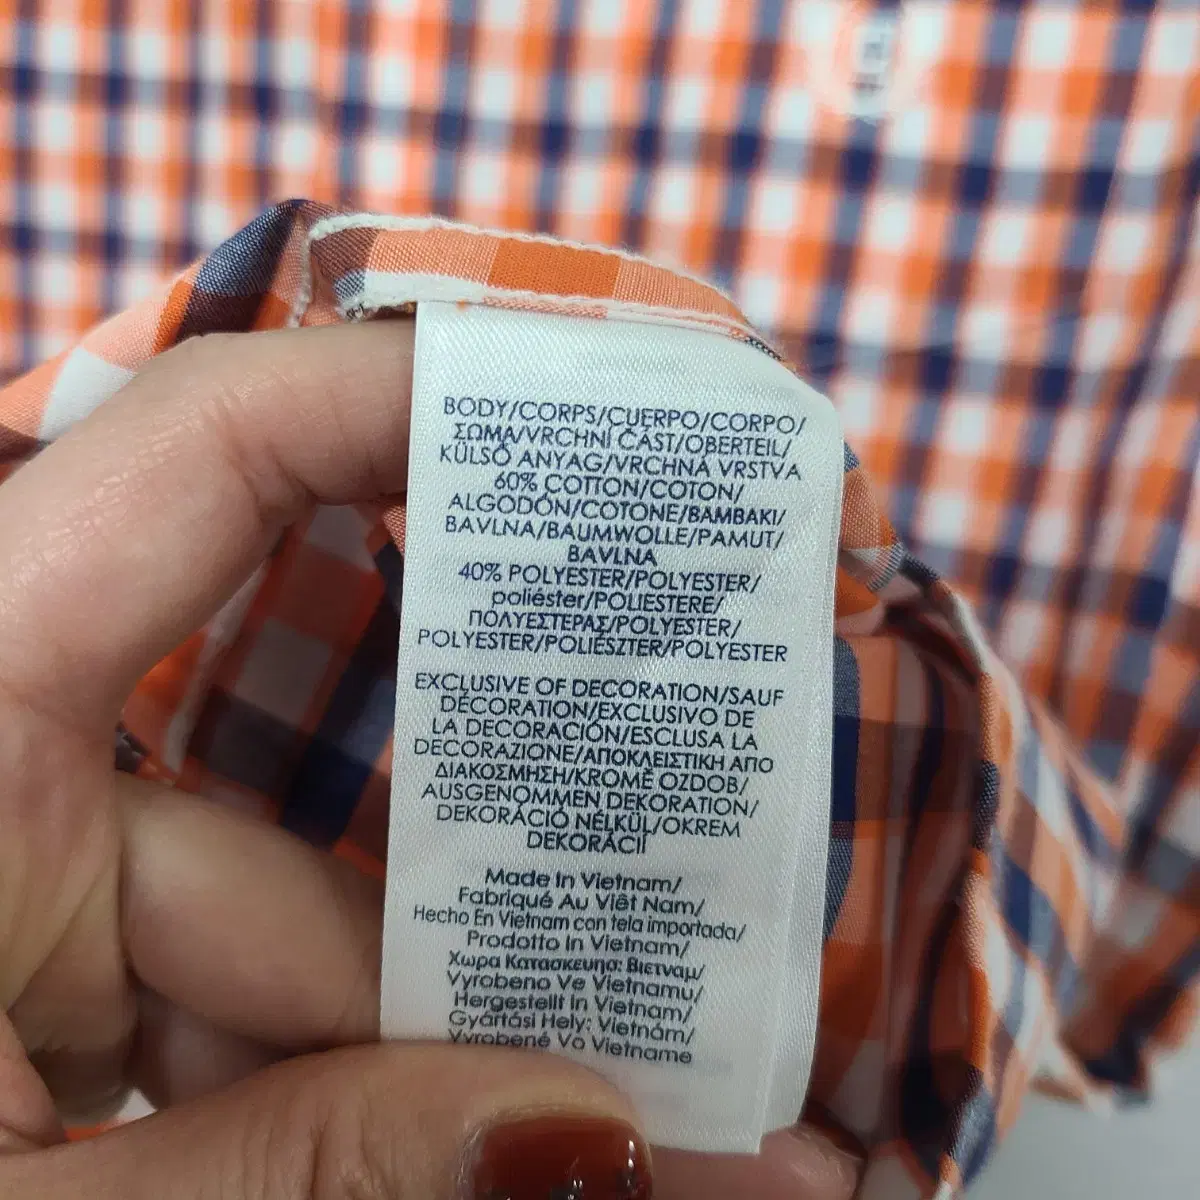 BODY/CORPS/CUERPO/CORPO/
ΣΩΜΑ/VRCHNÍ ČÁST/OBERTEIL/
KÜLSŐ ANYAG/VRCHNÁ VRSTVA
60% COTTON/COTON/
ALGODÓN/COTONE/BAMBAKI/
BAVLNA/BAUMWOLLE/PAMUT/
BAVLNA
40% POLYESTER/POLYESTER/
poliéster/POLIESTERE/
ΠΟΛΥΕΣΤΕΡΑΣ/POLYESTER/
POLYESTER/POLIÉSZTER/POLYESTER
EXCLUSIVE OF DECORATION/SAUF
DÉCORATION/EXCLUSIVO DE
LA DECORACIÓN/ESCLUSA LA
DECORAZIONE/ΑΠΟΚΛΕΙΣΤΙΚΗ ΑΠΟ
ΔΙΑΚΟΣΜΗΣΗ/KROMĚ OZDOB/
AUSGENOMMEN DEKORATION/
DEKORÁCIÓ NÉLKÜL/OKREM
DEKORÁCIÍ
Made In Vietnam/
Fabriqué Au Viêt Nam/
Hecho En Vietnam con tela importada/
Prodotto In Vietnam/
Χωρα Κατασκευησ: Βιετναμ/
Vyrobeno Ve Vietnamu/
Hergestellt In Vietnam/
Gyártási Hely: Vietnám/
Vyrobené Vo Vietname